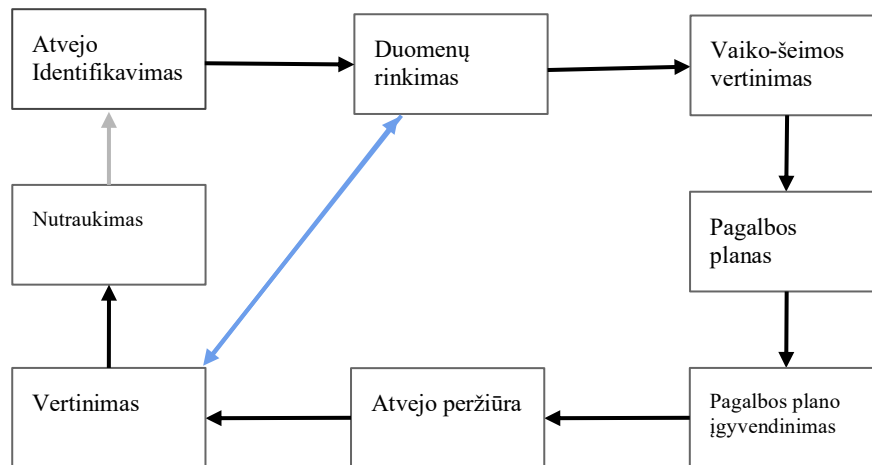 Atvejo
Identifikavimas
Duomenų
rinkimas
Vaiko-šeimos
vertinimas
Nutraukimas
Pagalbos
planas
Vertinimas
Atvejo peržiūra
Pagalbos plano
įgyvendinimas